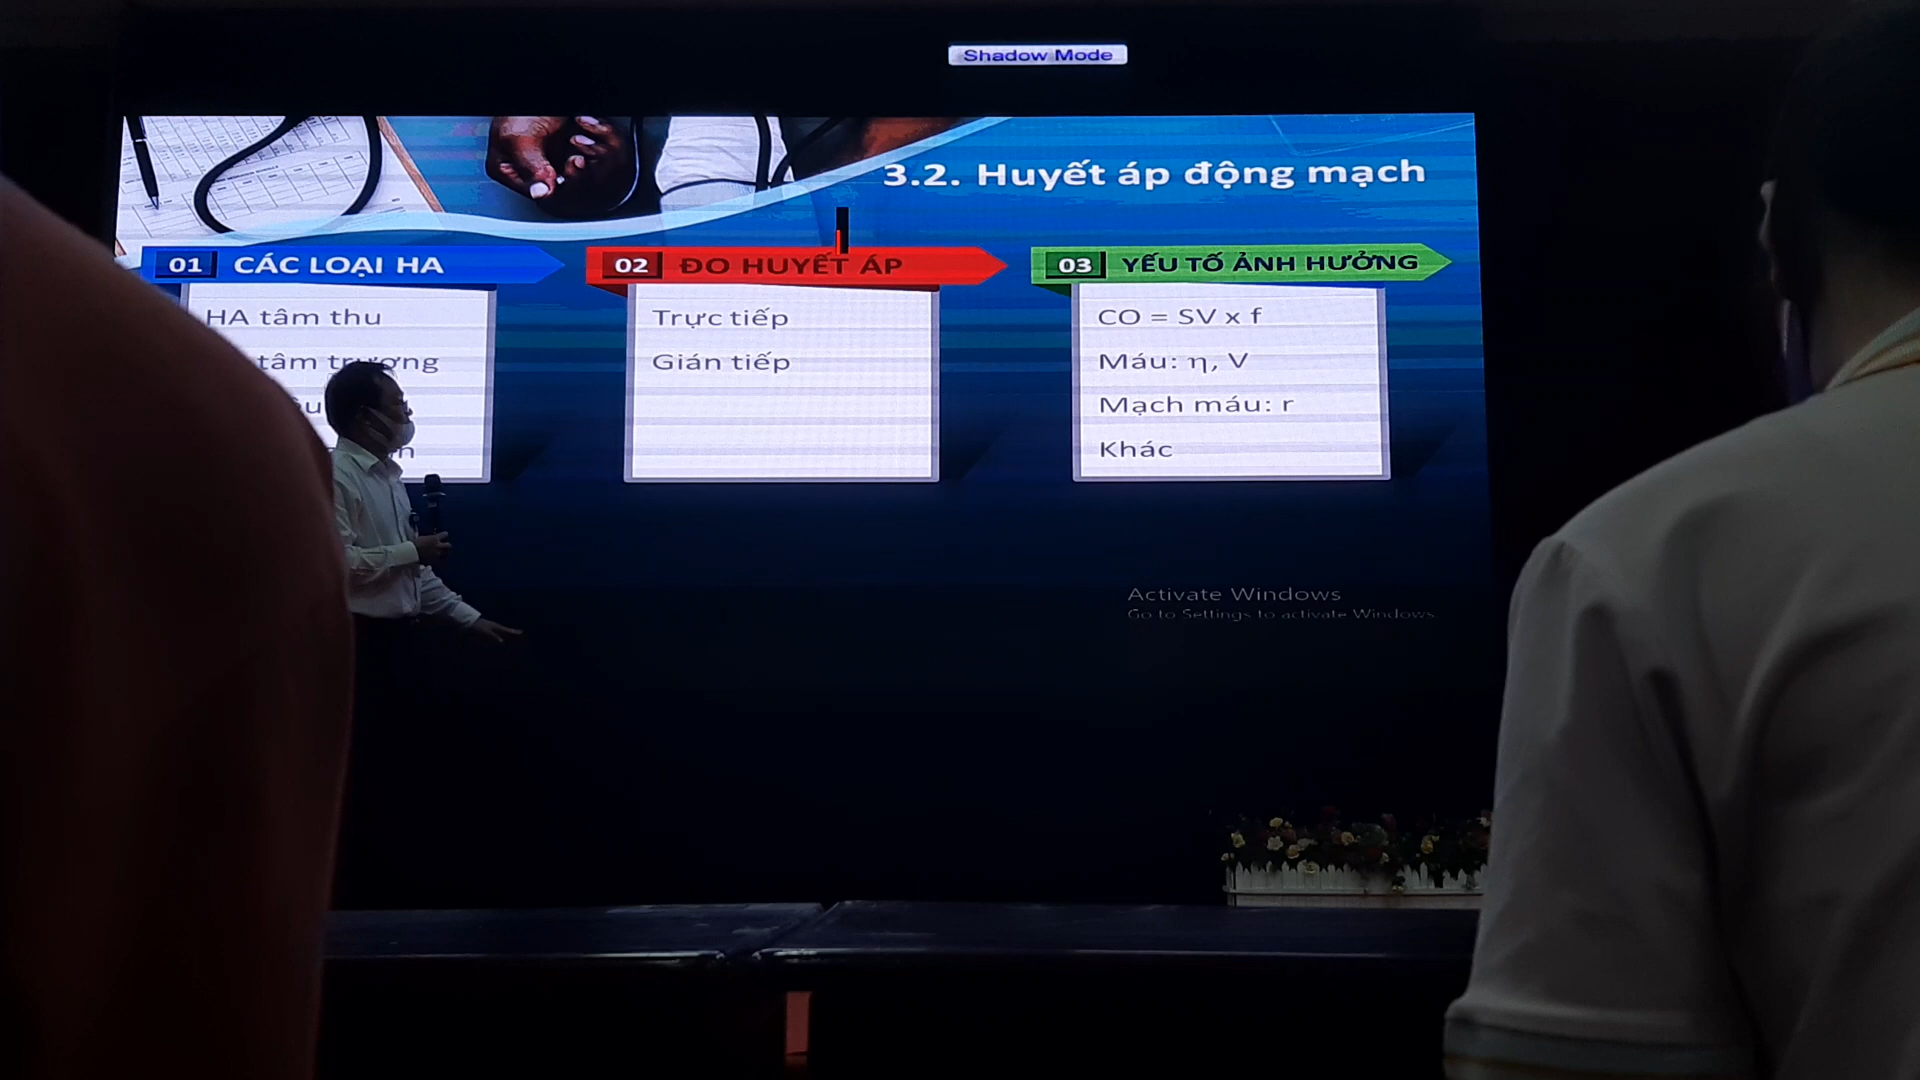 Shadow Mode
3.2. Huyết áp động mạch
01 CÁC LOẠI HA
HA tâm thu
tâm trương
02 ĐO HUYẾT ÁP
Trực tiếp
Gián tiếp
03 YẾU TỐ ẢNH HƯỞNG
CO = SV x f
Máu: η, V
Mạch máu: r
Khác
Activate Windows
Go to Settings to activate Windows.